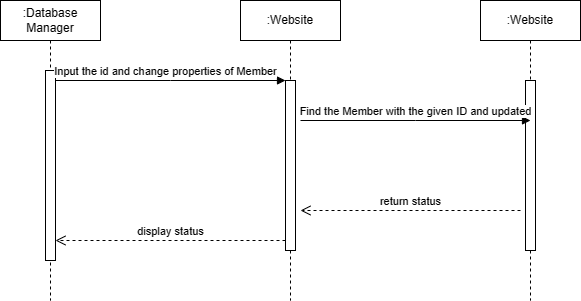 :Database
Manager
:Website
:Website
Input the id and change properties of Member
Find the Member with the given ID and updated
return status
display status